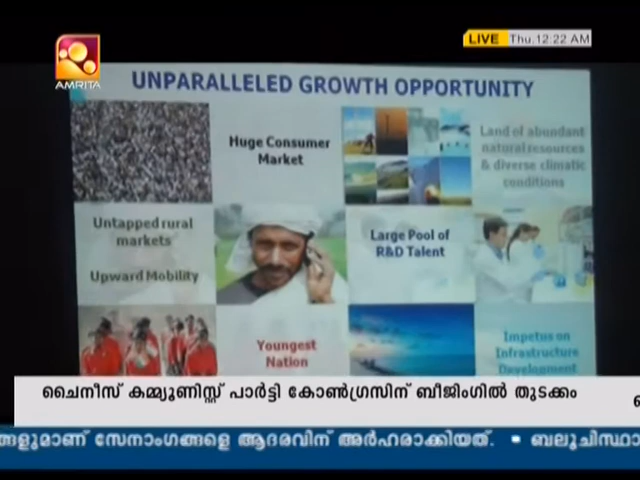 LIVE Thu.12:22 AM
AMRITA
UNPARALLELED GROWTH OPPORTUNITY
Huge Consumer
Market
Land of abundant
natural resources
& diverse climatic
conditions
Untapped rural
markets
Upward Mobility
Large Pool of
R&D Talent
Youngest
Nation
Impetus on
Infrastructure
Development
ചൈനീസ് കമ്മ്യൂണിസ്റ്റ് പാർട്ടി കോൺഗ്രസിന് ബീജിംഗിൽ തുടക്കം
ങ്ങളുമാണ് സേനാംഗങ്ങളെ ആദരവിന് അർഹരാക്കിയത്. • ബലൂചിസ്ഥാ